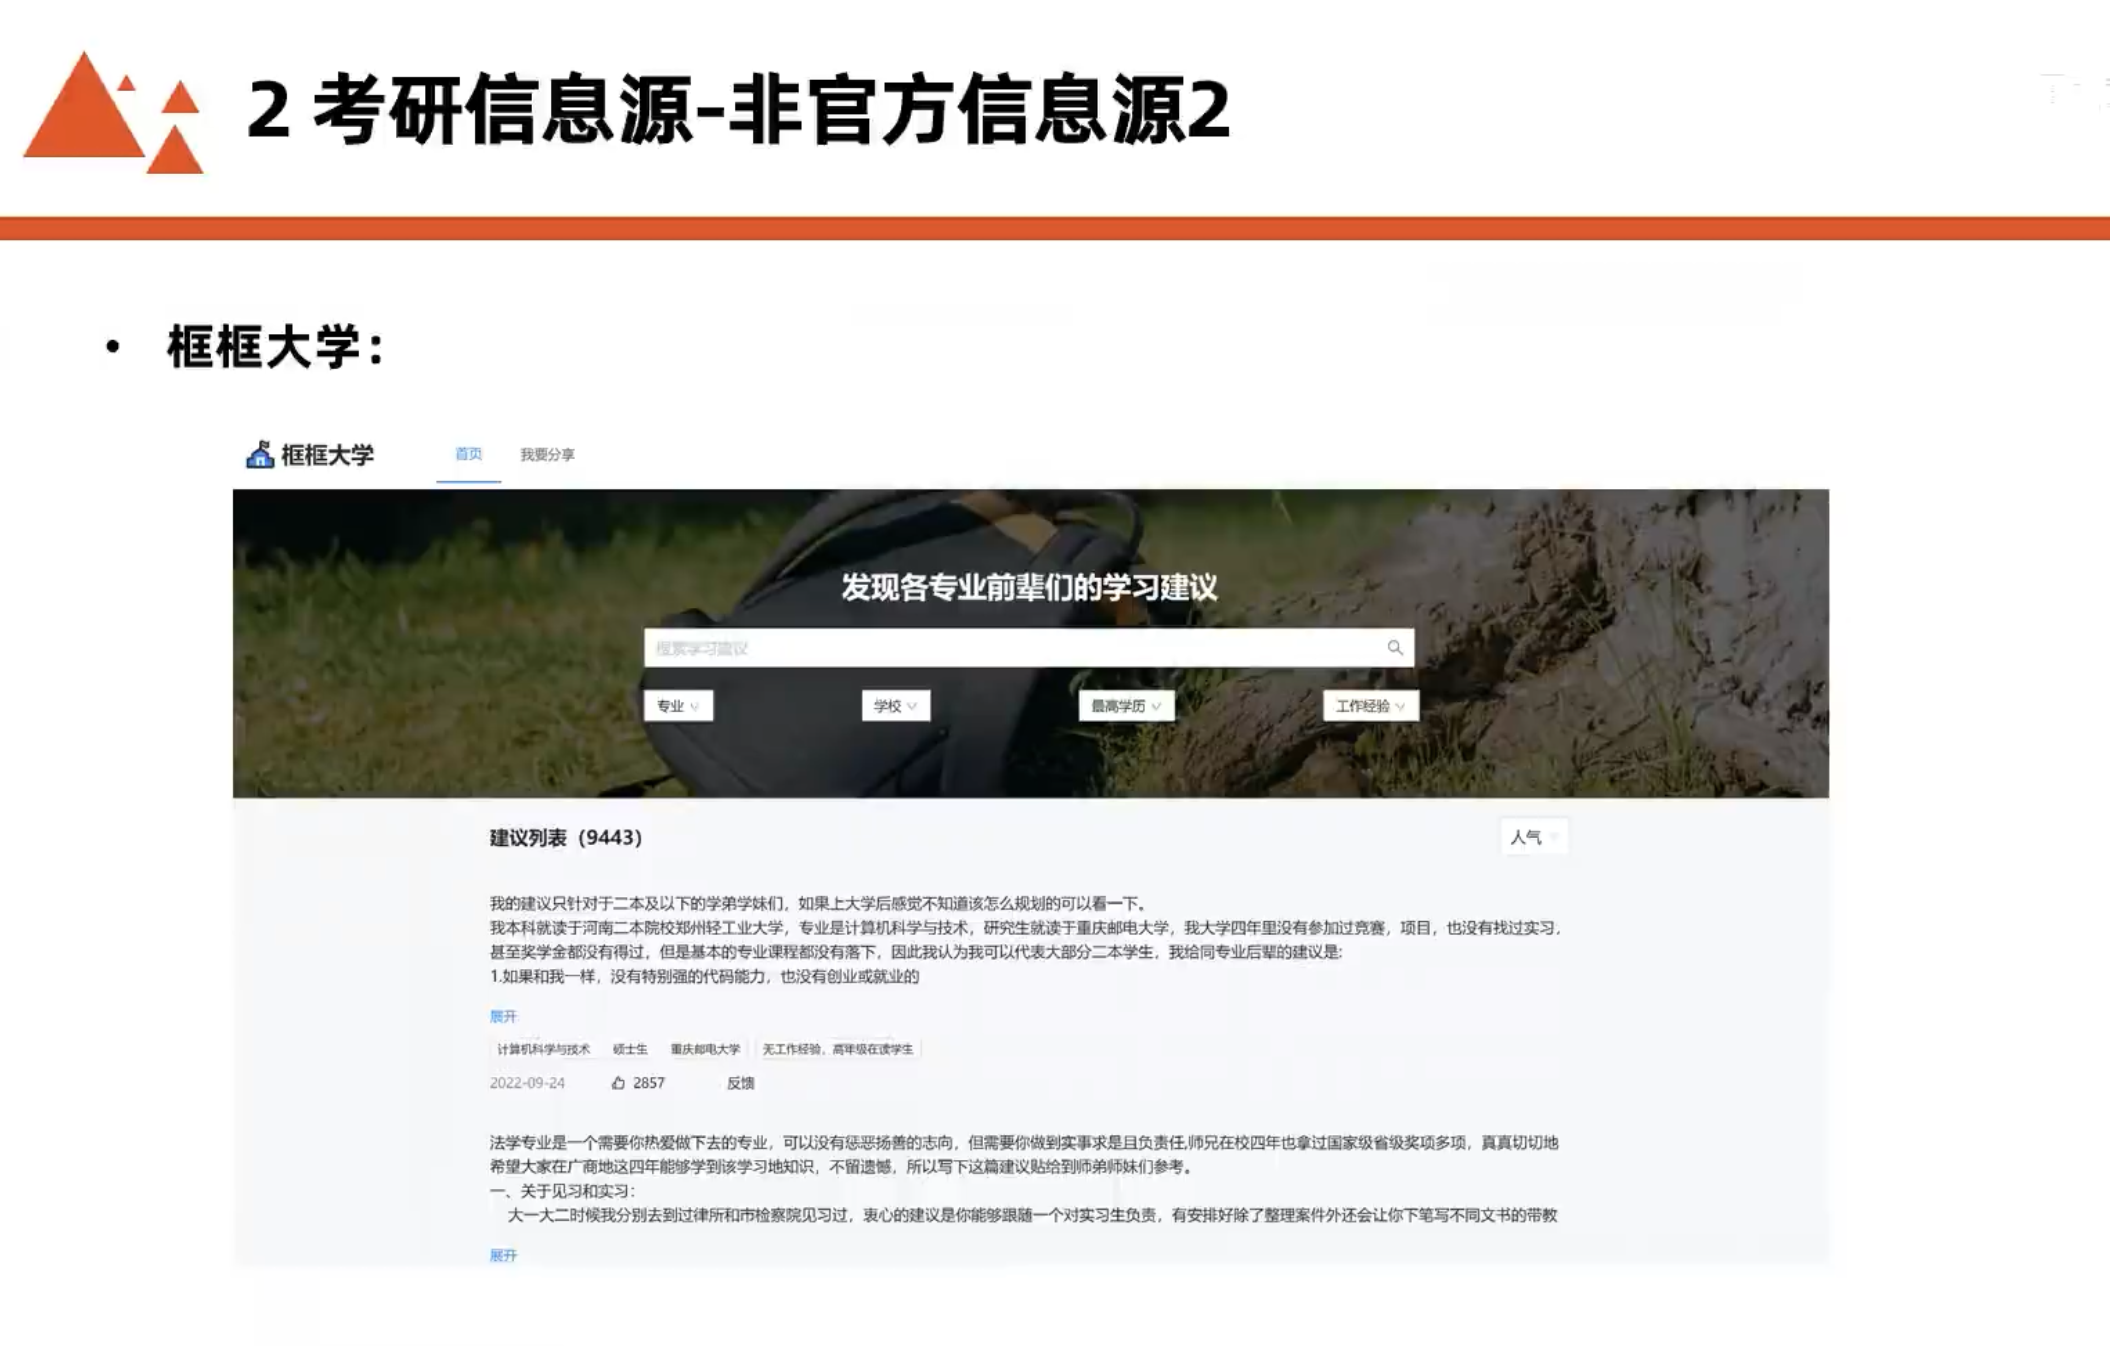 2 考研信息源-非官方信息源2
• 框框大学：
框框大学 首页 我要分享
发现各专业前辈们的学习建议
搜索学习建议
专业 学校 最高学历 工作经验
建议列表（9443） 人气
我的建议只针对于二本及以下的学弟学妹们，如果上大学后感觉不知道该怎么规划的可以看一下。
我本科就读于河南二本院校郑州轻工业大学，专业是计算机科学与技术，研究生就读于重庆邮电大学，我大学四年里没有参加过竞赛，项目，也没有找过实习，
甚至奖学金都没有得过，但是基本的专业课程都没有落下，因此我认为我可以代表大部分二本学生，我给同专业后辈的建议是:
1.如果和我一样，没有特别强的代码能力，也没有创业或就业的
展开
计算机科学与技术 硕士生 重庆邮电大学 无工作经验，高年级在读学生
2022-09-24 2857 反馈
法学专业是一个需要你热爱做下去的专业，可以没有惩恶扬善的志向，但需要你做到实事求是且负责任,师兄在校四年也拿过国家级省级奖项多项，真真切切地
希望大家在广商地这四年能够学到该学习地知识，不留遗憾，所以写下这篇建议贴给到师弟师妹们参考。
一、关于见习和实习：
大一大二时候我分别去到过律所和市检察院见习过，衷心的建议是你能够跟随一个对实习生负责，有安排好除了整理案件外还会让你下笔写不同文书的带教
展开